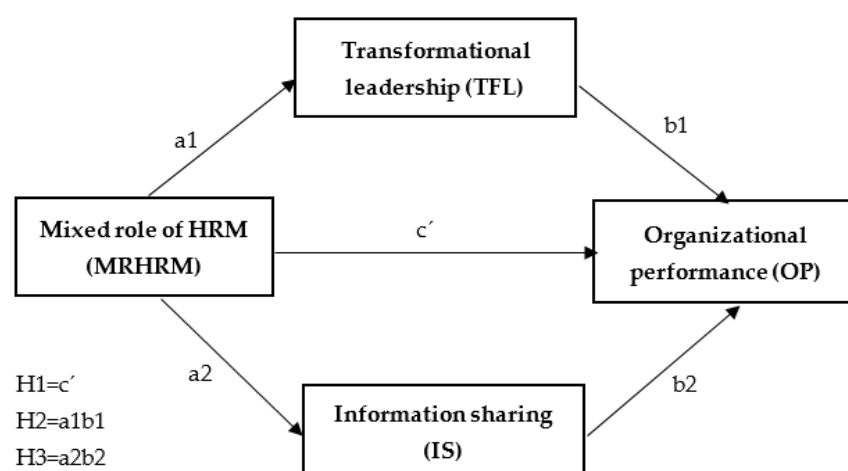 Transformational
leadership (TFL)
a1
b1
Mixed role of HRM
(MRHRM)
c´
Organizational
performance (OP)
a2
b2
H1=c´
H2=a1b1
H3=a2b2
Information sharing
(IS)